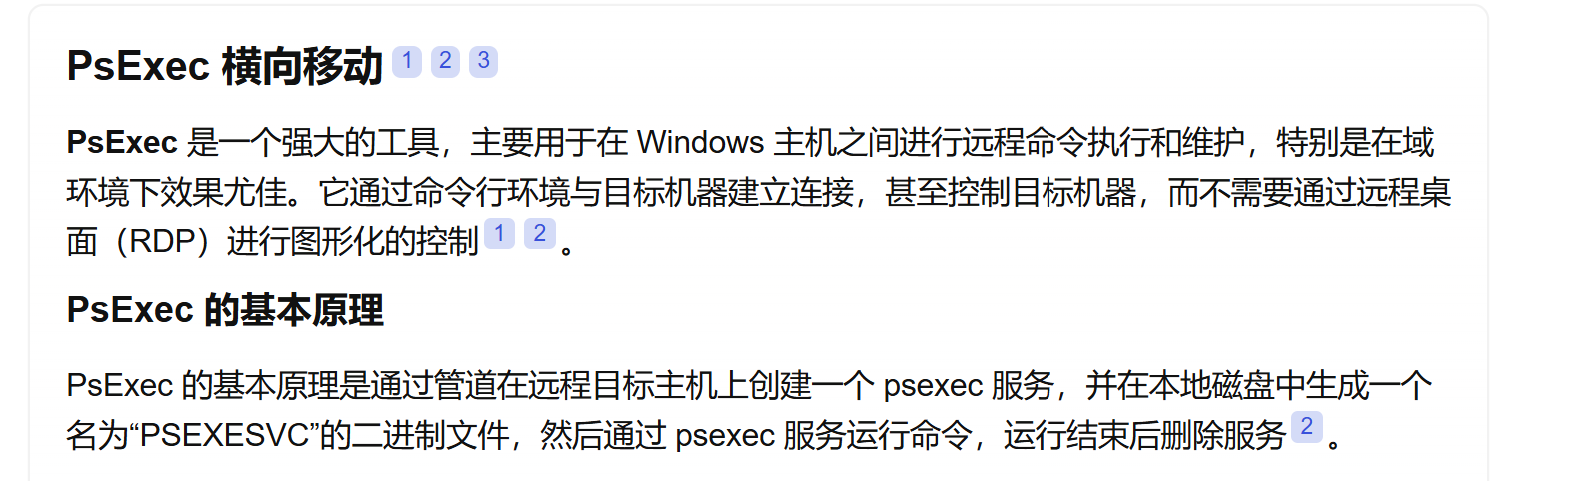 PsExec 横向移动 1 2 3
PsExec 是一个强大的工具，主要用于在 Windows 主机之间进行远程命令执行和维护，特别是在域
环境下效果尤佳。它通过命令行环境与目标机器建立连接，甚至控制目标机器，而不需要通过远程桌
面（RDP）进行图形化的控制 1 2 。
PsExec 的基本原理
PsExec 的基本原理是通过管道在远程目标主机上创建一个 psexec 服务，并在本地磁盘中生成一个
名为“PSEXESVC”的二进制文件，然后通过 psexec 服务运行命令，运行结束后删除服务 2 。